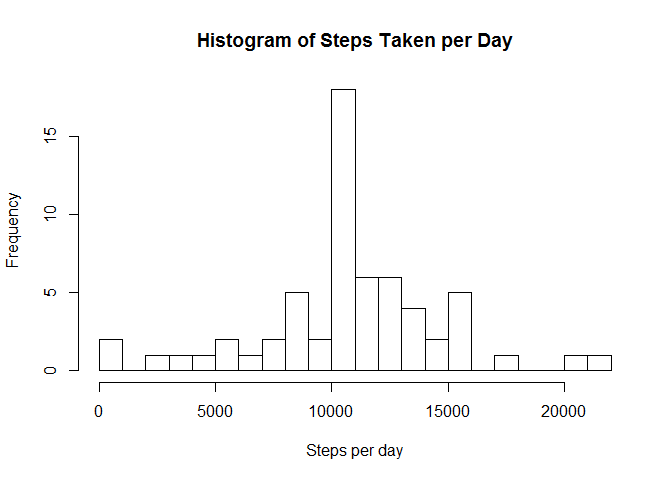 Histogram of Steps Taken per Day
Frequency
15
10
5
0
0 5000 10000 15000 20000
Steps per day